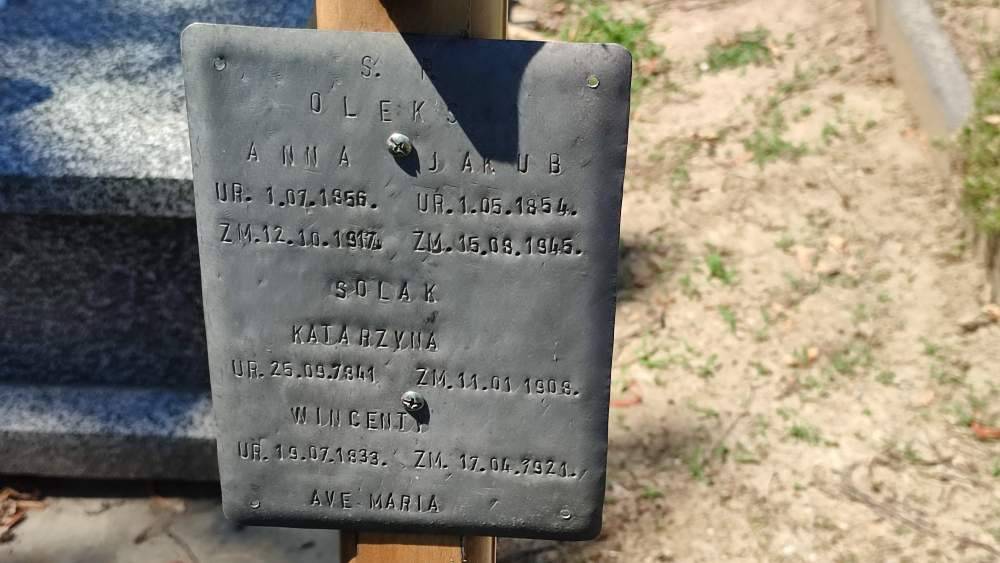 S. P.
OLEKS
ANNA JAKUB
UR. 1.07.1856. UR. 1.05.1854.
ZM. 12.10.1917. ZM. 15.08.1945.
SOLAK
KATARZYNA
UR. 25.09.1841. ZM. 11.01 1908.
WINCENTY
UR. 19.07.1833. ZM. 17.04.1921.
AVE MARIA